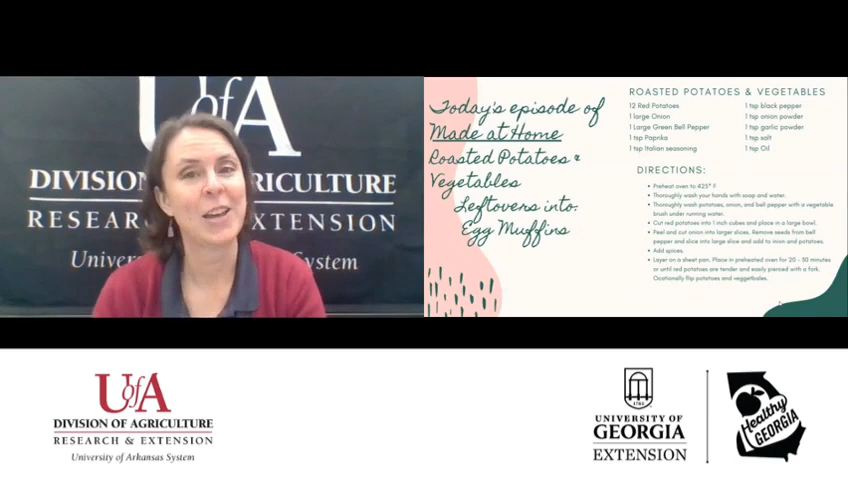 UofA
DIVISION OF AGRICULTURE
RESEARCH & EXTENSION
University of Arkansas System
Today's episode of
Made at Home
Roasted Potatoes &
Vegetables
Leftovers into:
Egg Muffins
ROASTED POTATOES & VEGETABLES
12 Red Potatoes
1 large Onion
1 Large Green Bell Pepper
1 tsp Paprika
1 tsp Italian seasoning
1 tsp black pepper
1 tsp onion powder
1 tsp garlic powder
1 tsp salt
1 tsp Oil
DIRECTIONS:
Preheat oven to 425° F
Thoroughly wash your hands with soap and water.
Thoroughly wash potatoes, onion, and bell pepper with a vegetable
brush under running water.
Cut red potatoes into 1 inch cubes and place in a large bowl.
Peel and cut onion into larger slices. Remove seeds from bell
pepper and slice into large slice and add to onion and potatoes.
Add spices.
Layer on a sheet pan. Place in preheated oven for 20 - 30 minutes
or until red potatoes are tender and easily pierced with a fork.
Ocationally flip potatoes and veggetbales.
UofA
DIVISION OF AGRICULTURE
RESEARCH & EXTENSION
University of Arkansas System
1785
UNIVERSITY OF
GEORGIA
EXTENSION
Healthy
GEORGIA